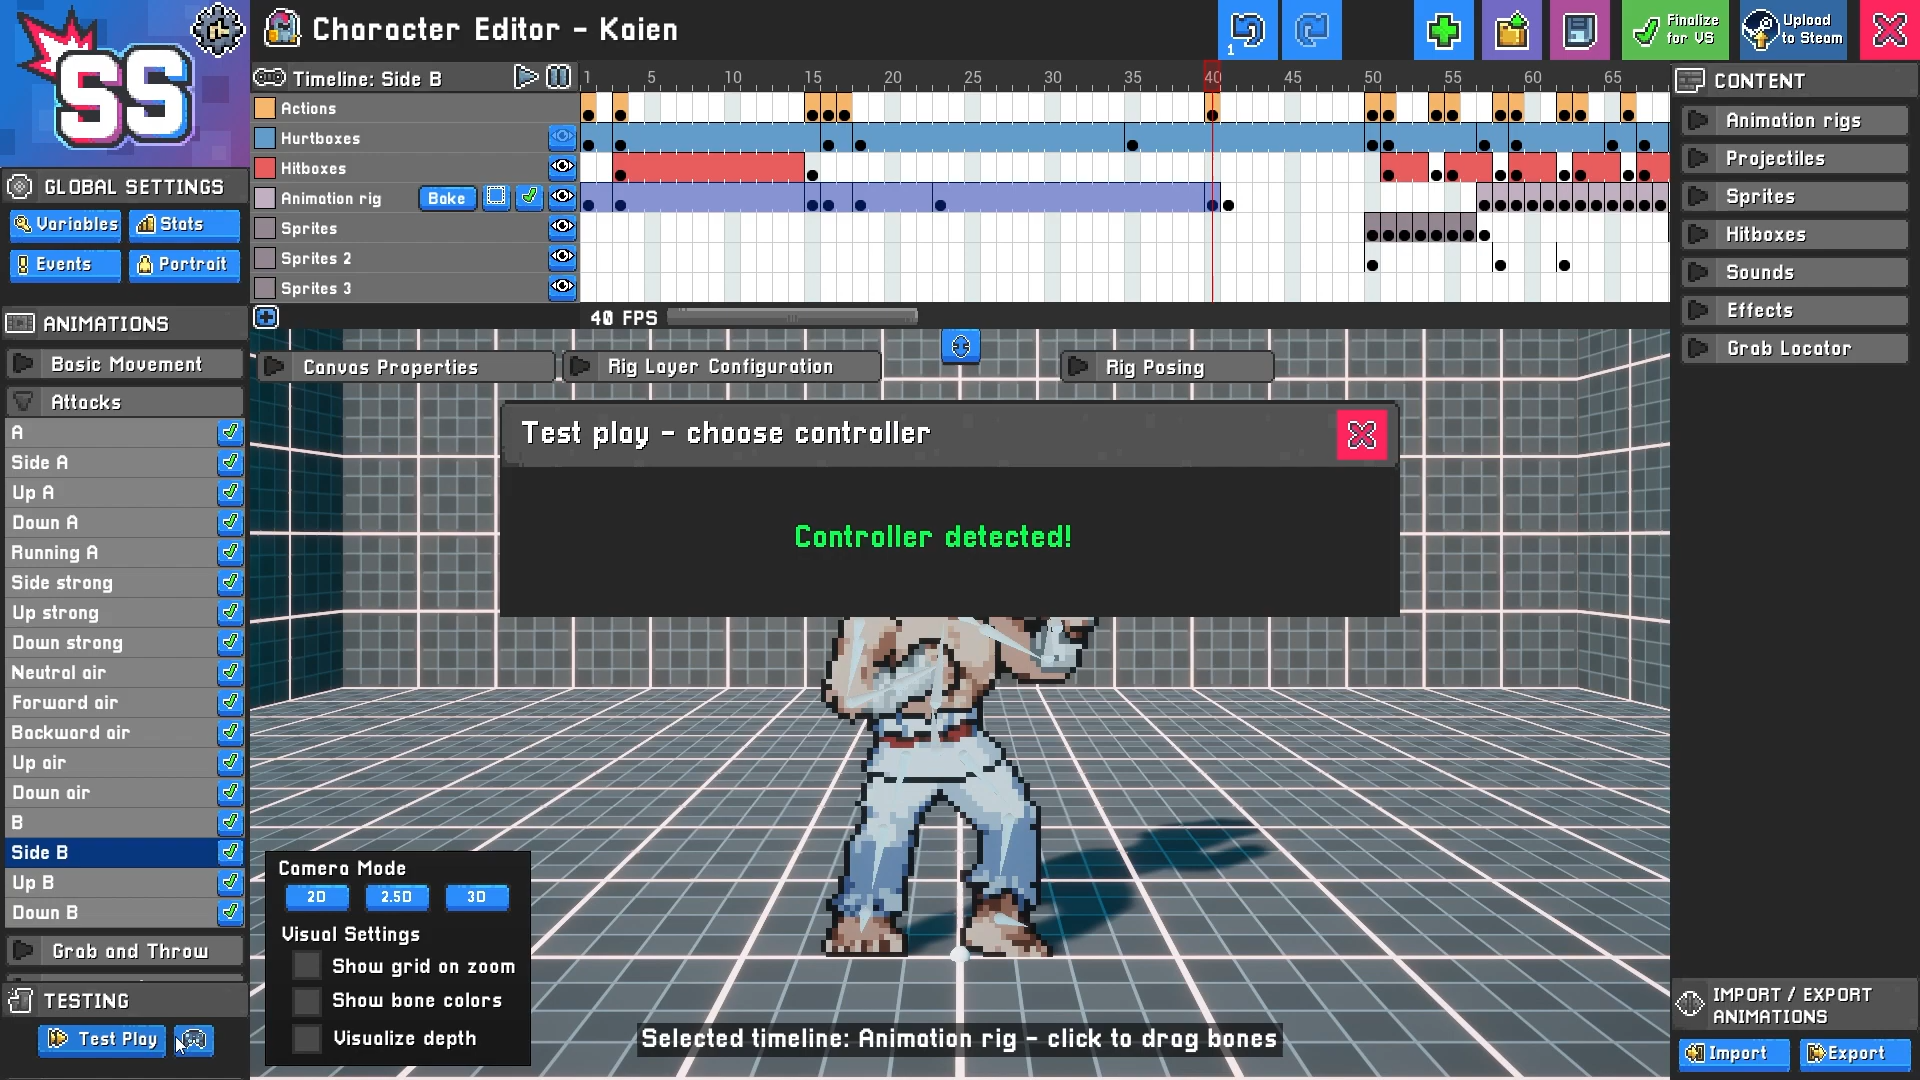 SS
Character Editor - Kaien
1
Finalize
for VS
Upload
to Steam
Timeline: Side B
1 5 10 15 20 25 30 35 40 45 50 55 60 65
Actions
Hurtboxes
Hitboxes
Animation rig
Bake
Sprites
Sprites 2
Sprites 3
40 FPS
GLOBAL SETTINGS
Variables
Stats
Events
Portrait
ANIMATIONS
Basic Movement
Attacks
A
Side A
Up A
Down A
Running A
Side strong
Up strong
Down strong
Neutral air
Forward air
Backward air
Up air
Down air
B
Side B
Up B
Down B
Grab and Throw
TESTING
Test Play
Canvas Properties
Rig Layer Configuration
Rig Posing
Test play - choose controller
Controller detected!
Camera Mode
2D
2.5D
3D
Visual Settings
Show grid on zoom
Show bone colors
Visualize depth
Selected timeline: Animation rig - click to drag bones
CONTENT
Animation rigs
Projectiles
Sprites
Hitboxes
Sounds
Effects
Grab Locator
IMPORT / EXPORT
ANIMATIONS
Import
Export